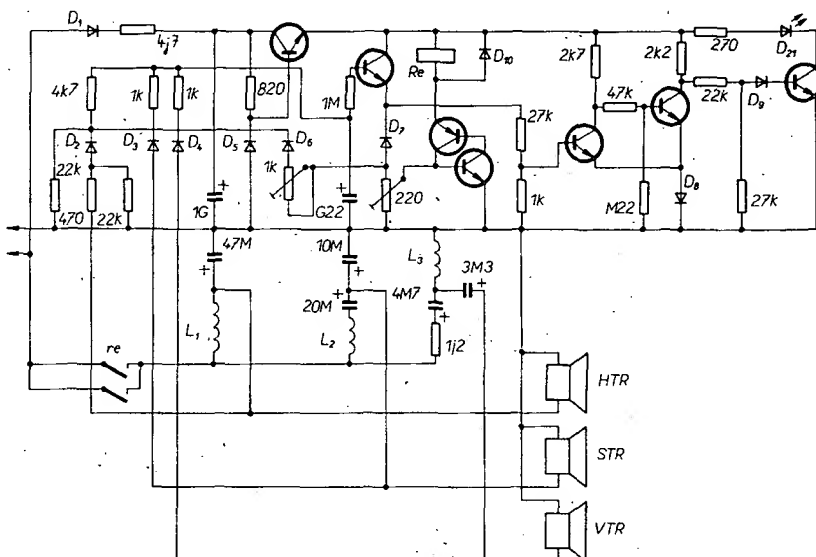 D1
4j7
D10
D21
270
2k7
2k2
Re
4k7
1k
1k
820
1M
47k
22k
D9
D2
D3
D4
D5
D6
D7
27k
1k
22k
470
22k
1G
G22
220
1k
M22
D8
27k
47M
10M
L3
3M3
20M
4M7
L1
L2
1j2
re
HTR
STR
VTR